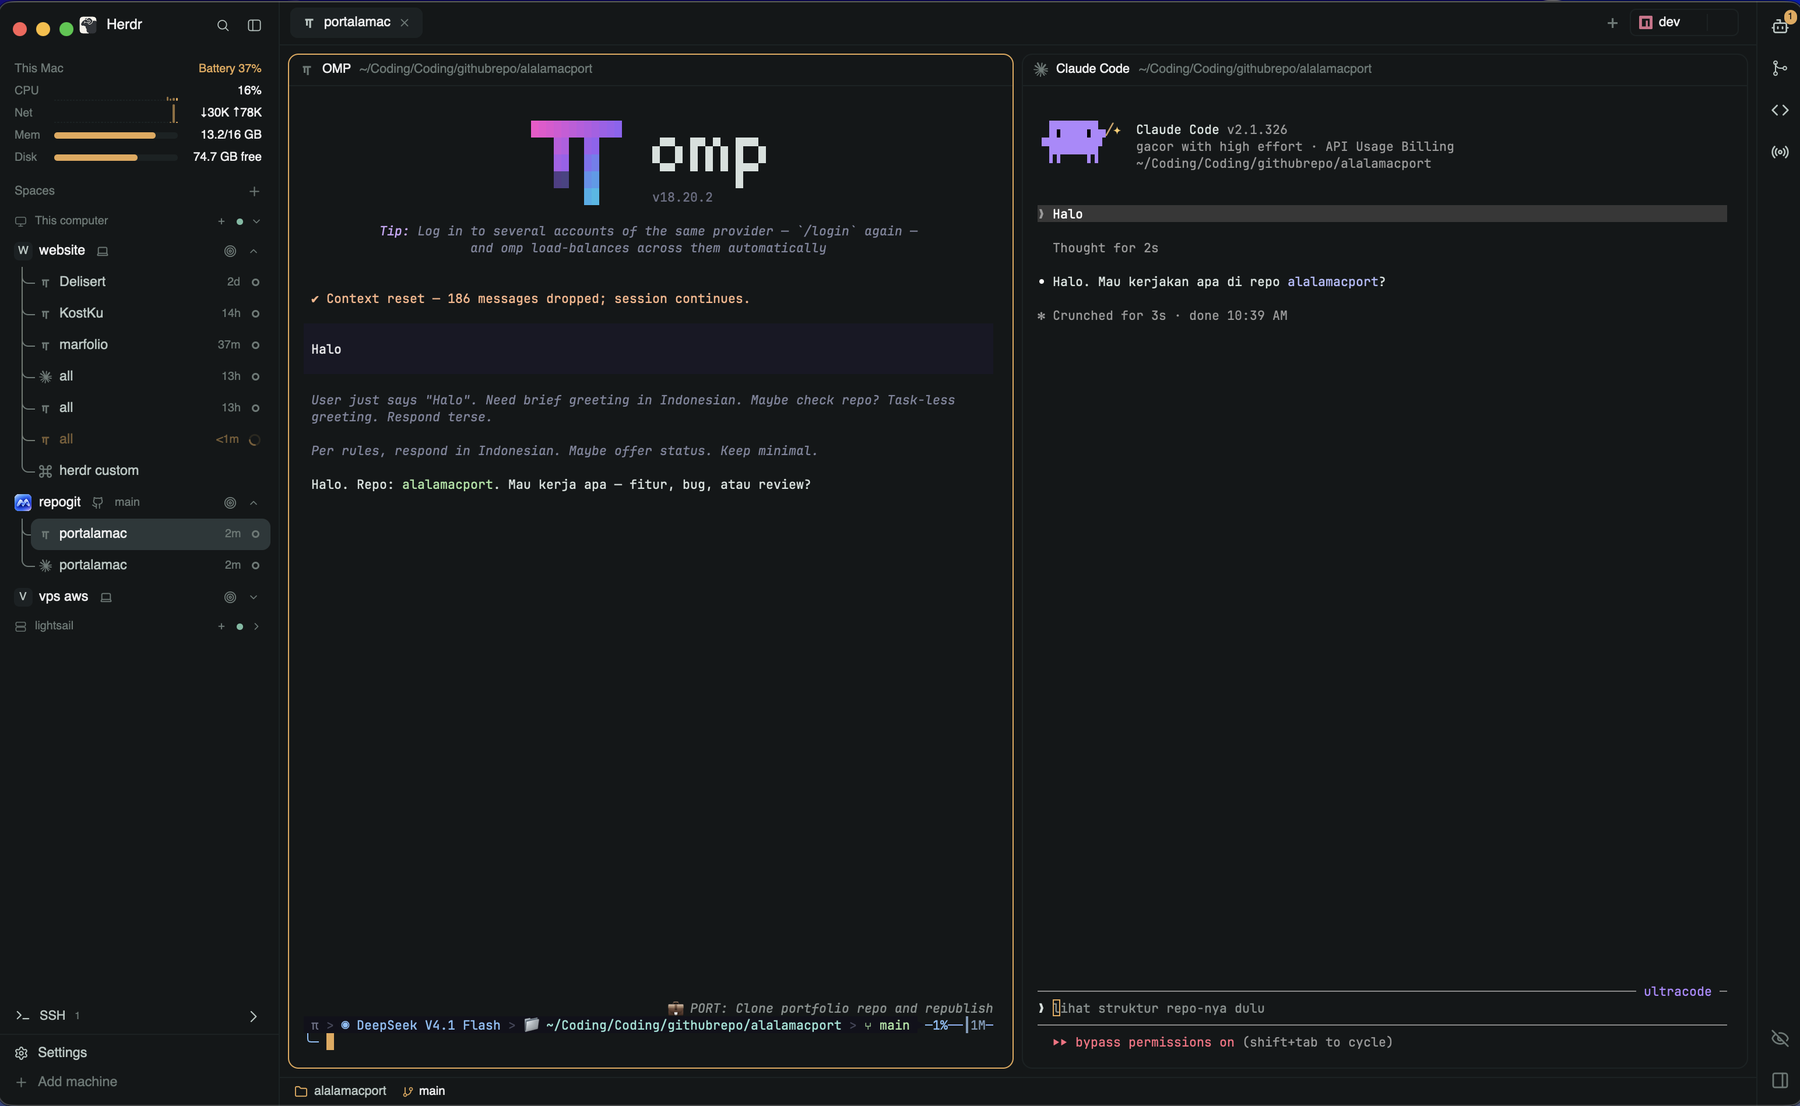 Herdr
This Mac Battery 37%
CPU 16%
Net ↓30K ↑78K
Mem 13.2/16 GB
Disk 74.7 GB free
Spaces
This computer
W website
Delisert 2d
KostKu 14h
marfolio 37m
all 13h
all 13h
all <1m
herdr custom
repogit main
portalamac 2m
portalamac 2m
V vps aws
lightsail
SSH 1
Settings
Add machine
portalamac
dev
1
OMP ~/Coding/Coding/githubrepo/alalamacport
omp
v18.20.2
Tip: Log in to several accounts of the same provider — `/login` again —
and omp load-balances across them automatically
✔ Context reset — 186 messages dropped; session continues.
Halo
User just says "Halo". Need brief greeting in Indonesian. Maybe check repo? Task-less
greeting. Respond terse.
Per rules, respond in Indonesian. Maybe offer status. Keep minimal.
Halo. Repo: alalamacport. Mau kerja apa — fitur, bug, atau review?
PORT: Clone portfolio repo and republish
π > DeepSeek V4.1 Flash > ~/Coding/Coding/githubrepo/alalamacport > main 1% 1M
Claude Code ~/Coding/Coding/githubrepo/alalamacport
Claude Code v2.1.326
gacor with high effort · API Usage Billing
~/Coding/Coding/githubrepo/alalamacport
❯ Halo
Thought for 2s
• Halo. Mau kerjakan apa di repo alalamacport?
✻ Crunched for 3s · done 10:39 AM
ultracode
❯ lihat struktur repo-nya dulu
bypass permissions on (shift+tab to cycle)
alalamacport main